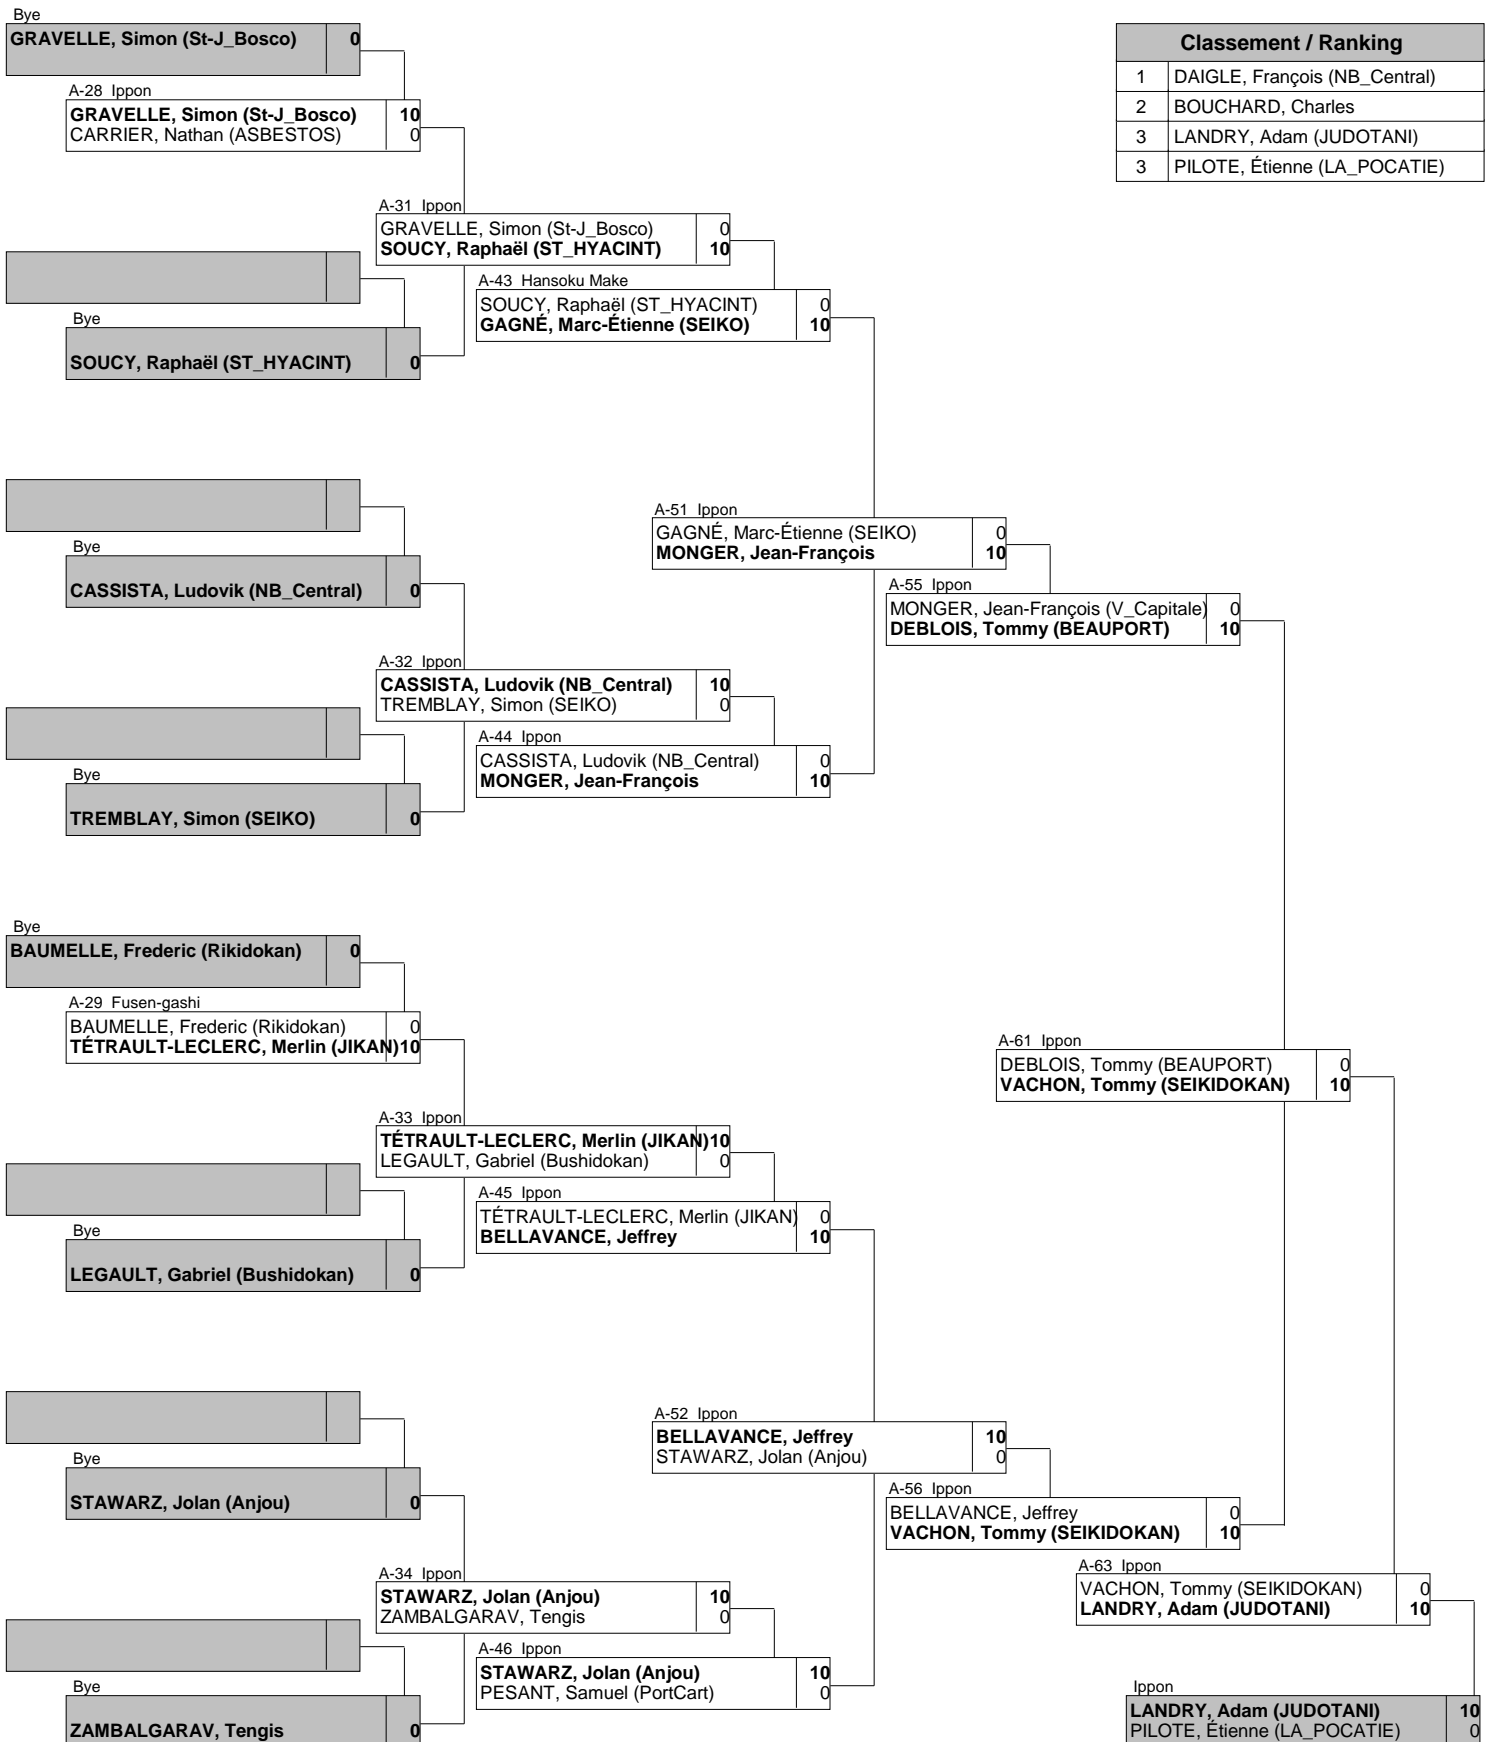 Bye
GRAVELLE, Simon (St-J_Bosco) 0
A-28 Ippon
GRAVELLE, Simon (St-J_Bosco) 10
CARRIER, Nathan (ASBESTOS) 0
Classement / Ranking
1 DAIGLE, François (NB_Central)
2 BOUCHARD, Charles
3 LANDRY, Adam (JUDOTANI)
3 PILOTE, Étienne (LA_POCATIE)
A-31 Ippon
GRAVELLE, Simon (St-J_Bosco) 0
SOUCY, Raphaël (ST_HYACINT) 10
A-43 Hansoku Make
SOUCY, Raphaël (ST_HYACINT) 0
GAGNÉ, Marc-Étienne (SEIKO) 10
Bye
SOUCY, Raphaël (ST_HYACINT) 0
A-51 Ippon
GAGNÉ, Marc-Étienne (SEIKO) 0
MONGER, Jean-François 10
Bye
CASSISTA, Ludovik (NB_Central) 0
A-55 Ippon
MONGER, Jean-François (V_Capitale) 0
DEBLOIS, Tommy (BEAUPORT) 10
A-32 Ippon
CASSISTA, Ludovik (NB_Central) 10
TREMBLAY, Simon (SEIKO) 0
A-44 Ippon
CASSISTA, Ludovik (NB_Central) 0
MONGER, Jean-François 10
Bye
TREMBLAY, Simon (SEIKO) 0
Bye
BAUMELLE, Frederic (Rikidokan) 0
A-29 Fusen-gashi
BAUMELLE, Frederic (Rikidokan) 0
TÉTRAULT-LECLERC, Merlin (JIKAN) 10
A-61 Ippon
DEBLOIS, Tommy (BEAUPORT) 0
VACHON, Tommy (SEIKIDOKAN) 10
A-33 Ippon
TÉTRAULT-LECLERC, Merlin (JIKAN) 10
LEGAULT, Gabriel (Bushidokan) 0
A-45 Ippon
TÉTRAULT-LECLERC, Merlin (JIKAN) 0
BELLAVANCE, Jeffrey 10
Bye
LEGAULT, Gabriel (Bushidokan) 0
A-52 Ippon
BELLAVANCE, Jeffrey 10
STAWARZ, Jolan (Anjou) 0
Bye
STAWARZ, Jolan (Anjou) 0
A-56 Ippon
BELLAVANCE, Jeffrey 0
VACHON, Tommy (SEIKIDOKAN) 10
A-34 Ippon
STAWARZ, Jolan (Anjou) 10
ZAMBALGARAV, Tengis 0
A-63 Ippon
VACHON, Tommy (SEIKIDOKAN) 0
LANDRY, Adam (JUDOTANI) 10
A-46 Ippon
STAWARZ, Jolan (Anjou) 10
PESANT, Samuel (PortCart) 0
Bye
ZAMBALGARAV, Tengis 0
Ippon
LANDRY, Adam (JUDOTANI) 10
PILOTE, Étienne (LA_POCATIE) 0